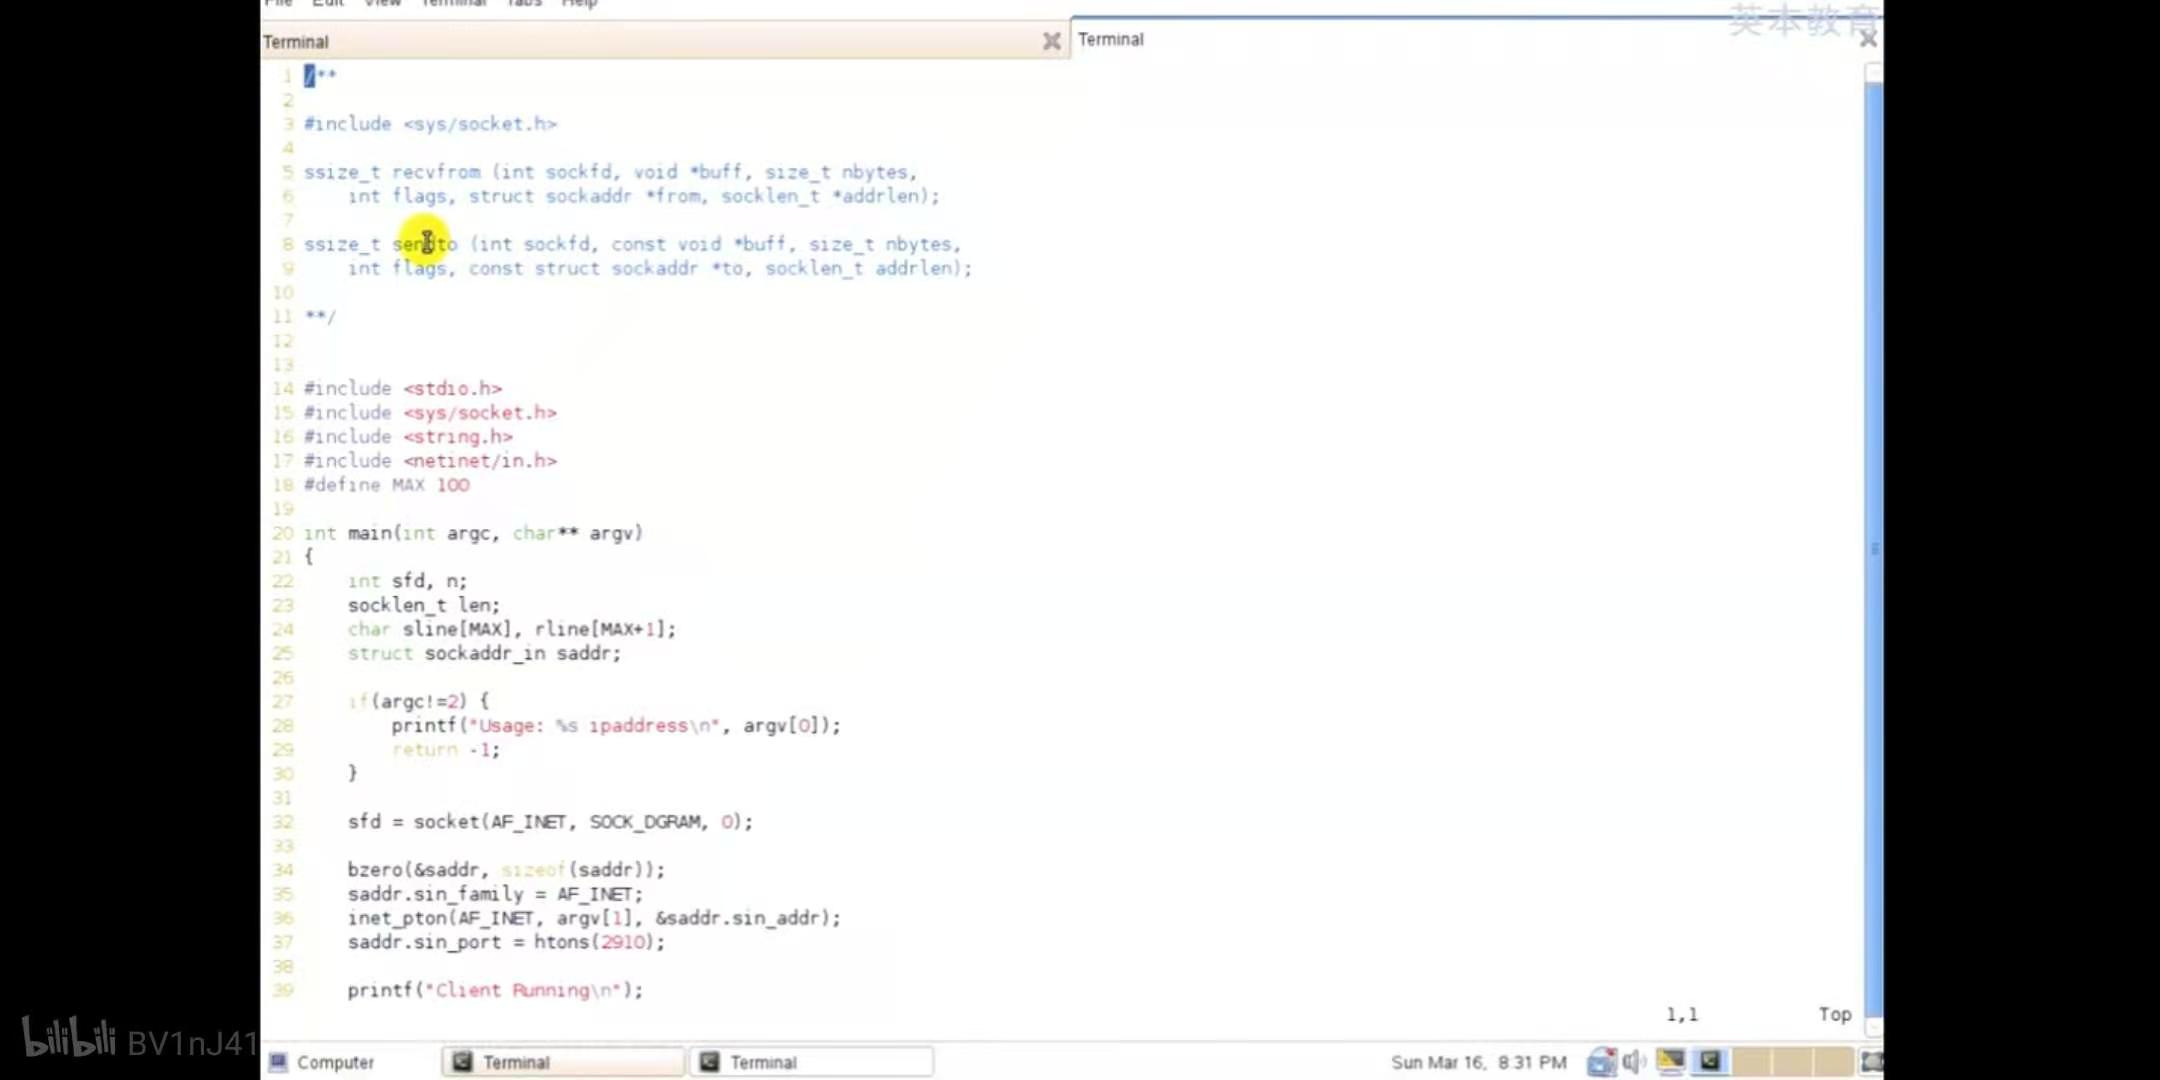 File Edit View Terminal Tabs Help
英本教育
Terminal
Terminal
1 /**
2
3 #include <sys/socket.h>
4
5 ssize_t recvfrom (int sockfd, void *buff, size_t nbytes,
6     int flags, struct sockaddr *from, socklen_t *addrlen);
7
8 ssize_t sendto (int sockfd, const void *buff, size_t nbytes,
9     int flags, const struct sockaddr *to, socklen_t addrlen);
10
11 **/
12
13
14 #include <stdio.h>
15 #include <sys/socket.h>
16 #include <string.h>
17 #include <netinet/in.h>
18 #define MAX 100
19
20 int main(int argc, char** argv)
21 {
22     int sfd, n;
23     socklen_t len;
24     char sline[MAX], rline[MAX+1];
25     struct sockaddr_in saddr;
26
27     if(argc!=2) {
28         printf("Usage: %s ipaddress\n", argv[0]);
29         return -1;
30     }
31
32     sfd = socket(AF_INET, SOCK_DGRAM, 0);
33
34     bzero(&saddr, sizeof(saddr));
35     saddr.sin_family = AF_INET;
36     inet_pton(AF_INET, argv[1], &saddr.sin_addr);
37     saddr.sin_port = htons(2910);
38
39     printf("Client Running\n");
1,1 Top
bilibili BV1nJ41
Computer Terminal Terminal Sun Mar 16, 8:31 PM